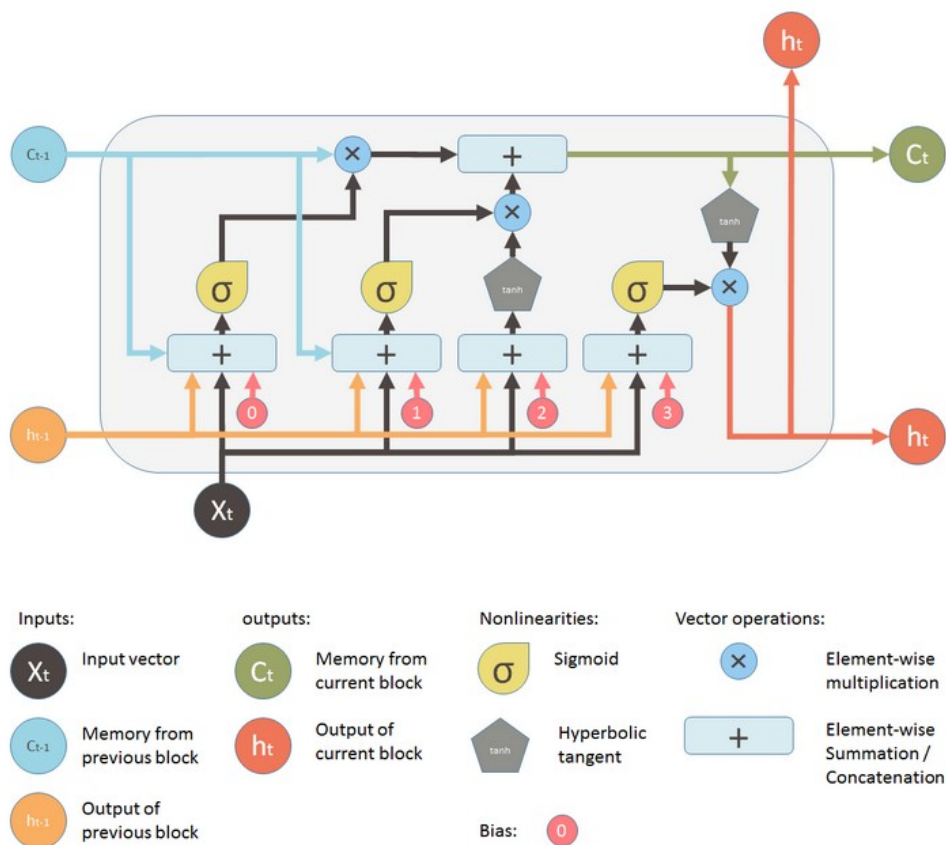 ht
Ct-1
×
+
Ct
×
tanh
σ
σ
tanh
σ
×
+
+
+
+
0
1
2
3
ht-1
ht
Xt
Inputs:
outputs:
Nonlinearities:
Vector operations:
Xt
Input vector
Ct
Memory from
current block
σ
Sigmoid
×
Element-wise
multiplication
Ct-1
Memory from
previous block
ht
Output of
current block
tanh
Hyperbolic
tangent
+
Element-wise
Summation /
Concatenation
ht-1
Output of
previous block
Bias:
0